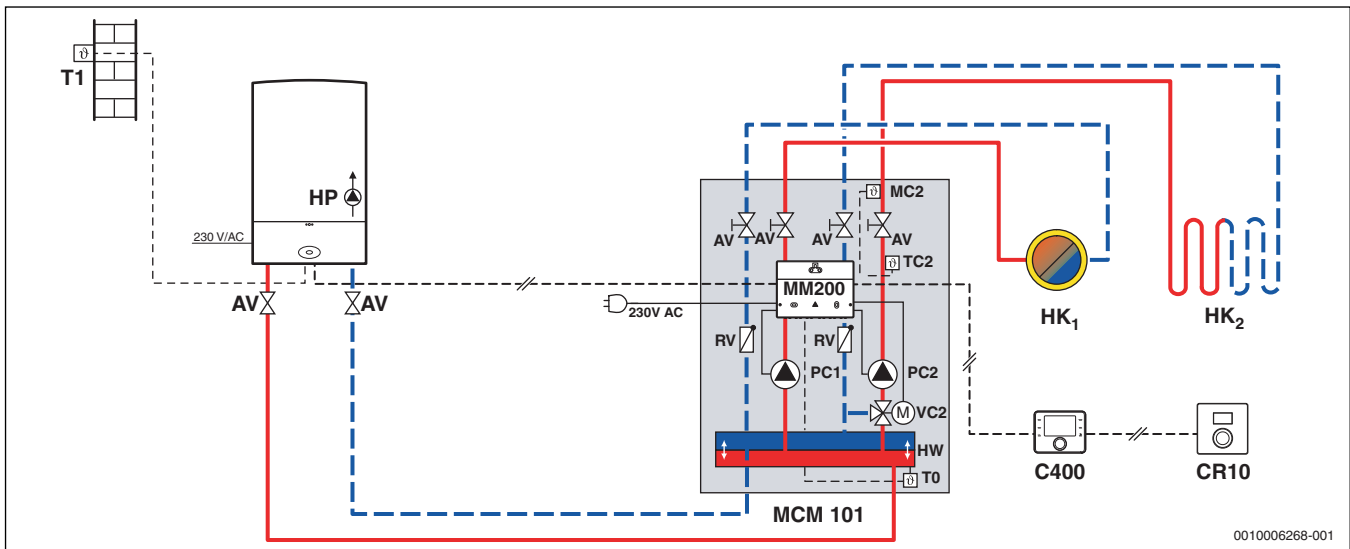 ϑ
T1
HP
230 V/AC
AV
AV
ϑ
MC2
AV
AV
AV
AV
ϑ
TC2
MM200
230V AC
RV
RV
PC1
PC2
M
VC2
HW
ϑ
T0
MCM 101
HK₁
HK₂
C400
CR10
0010006268-001